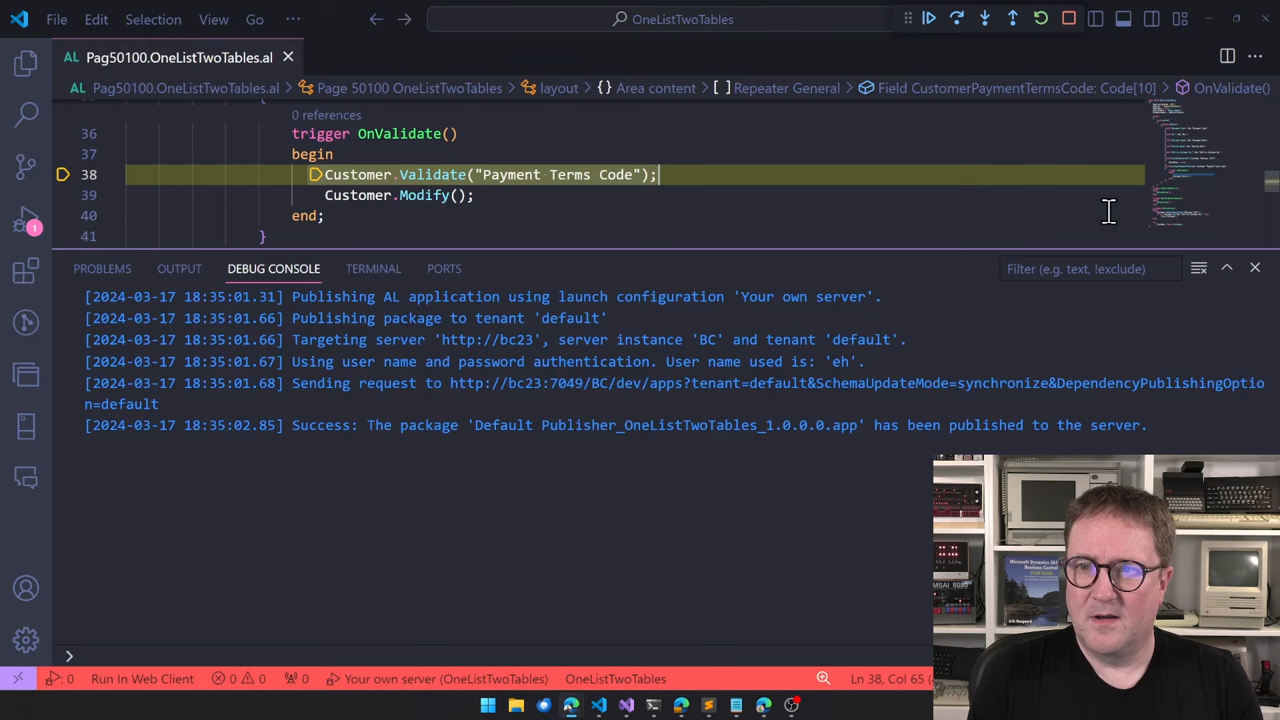 File Edit Selection View Go ··· OneListTwoTables
AL Pag50100.OneListTwoTables.al
AL Pag50100.OneListTwoTables.al > Page 50100 OneListTwoTables > layout > {} Area content > [ ] Repeater General > Field CustomerPaymentTermsCode: Code[10] > OnValidate()
0 references
36 trigger OnValidate()
37 begin
38 Customer.Validate("Payment Terms Code");
39 Customer.Modify();
40 end;
41 }
PROBLEMS OUTPUT DEBUG CONSOLE TERMINAL PORTS Filter (e.g. text, !exclude)
[2024-03-17 18:35:01.31] Publishing AL application using launch configuration 'Your own server'.
[2024-03-17 18:35:01.66] Publishing package to tenant 'default'
[2024-03-17 18:35:01.66] Targeting server 'http://bc23', server instance 'BC' and tenant 'default'.
[2024-03-17 18:35:01.67] Using user name and password authentication. User name used is: 'eh'.
[2024-03-17 18:35:01.68] Sending request to http://bc23:7049/BC/dev/apps?tenant=default&SchemaUpdateMode=synchronize&DependencyPublishingOptio
n=default
[2024-03-17 18:35:02.85] Success: The package 'Default Publisher_OneListTwoTables_1.0.0.0.app' has been published to the server.
1
Microsoft Dynamics 365
Business Central
Field Guide
>
: 0 Run In Web Client 0 0 0 Your own server (OneListTwoTables) OneListTwoTables Ln 38, Col 65